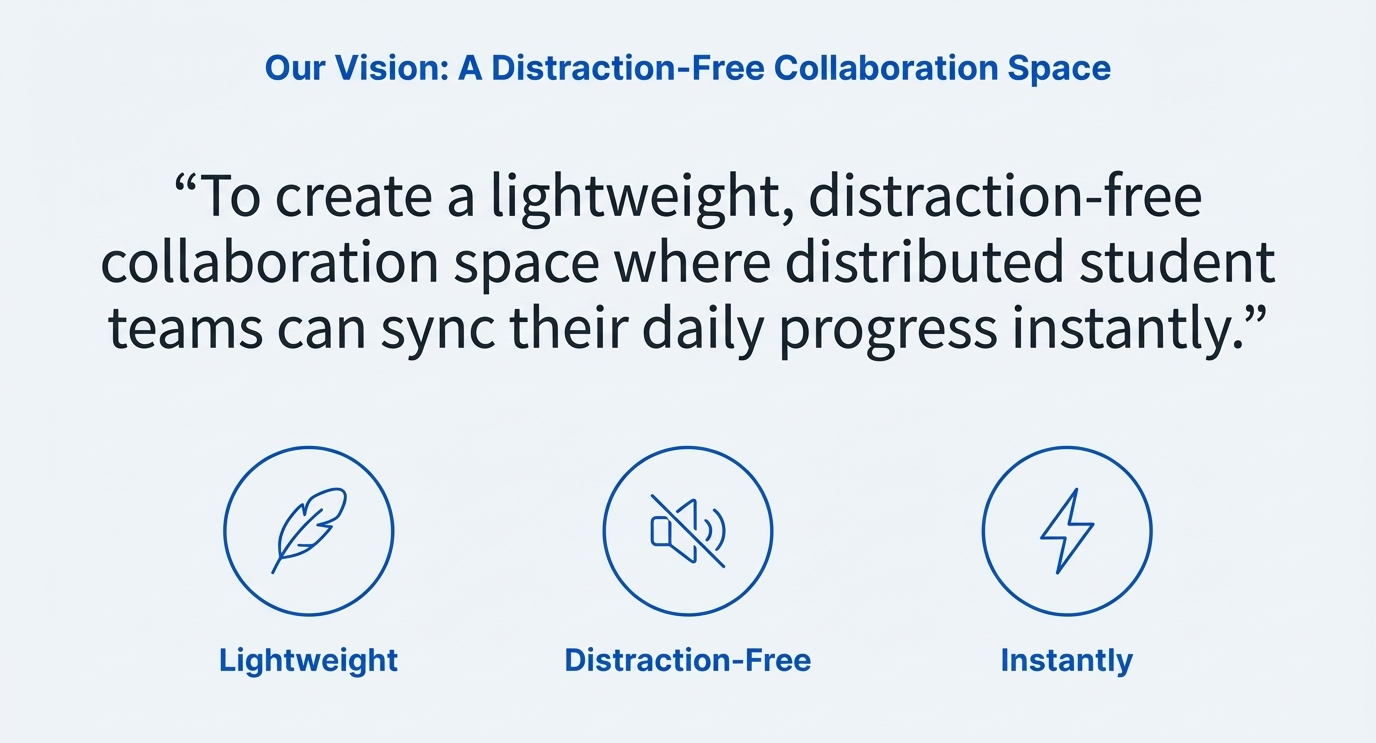 Our Vision: A Distraction-Free Collaboration Space
“To create a lightweight, distraction-free
collaboration space where distributed student
teams can sync their daily progress instantly.”
Lightweight
Distraction-Free
Instantly